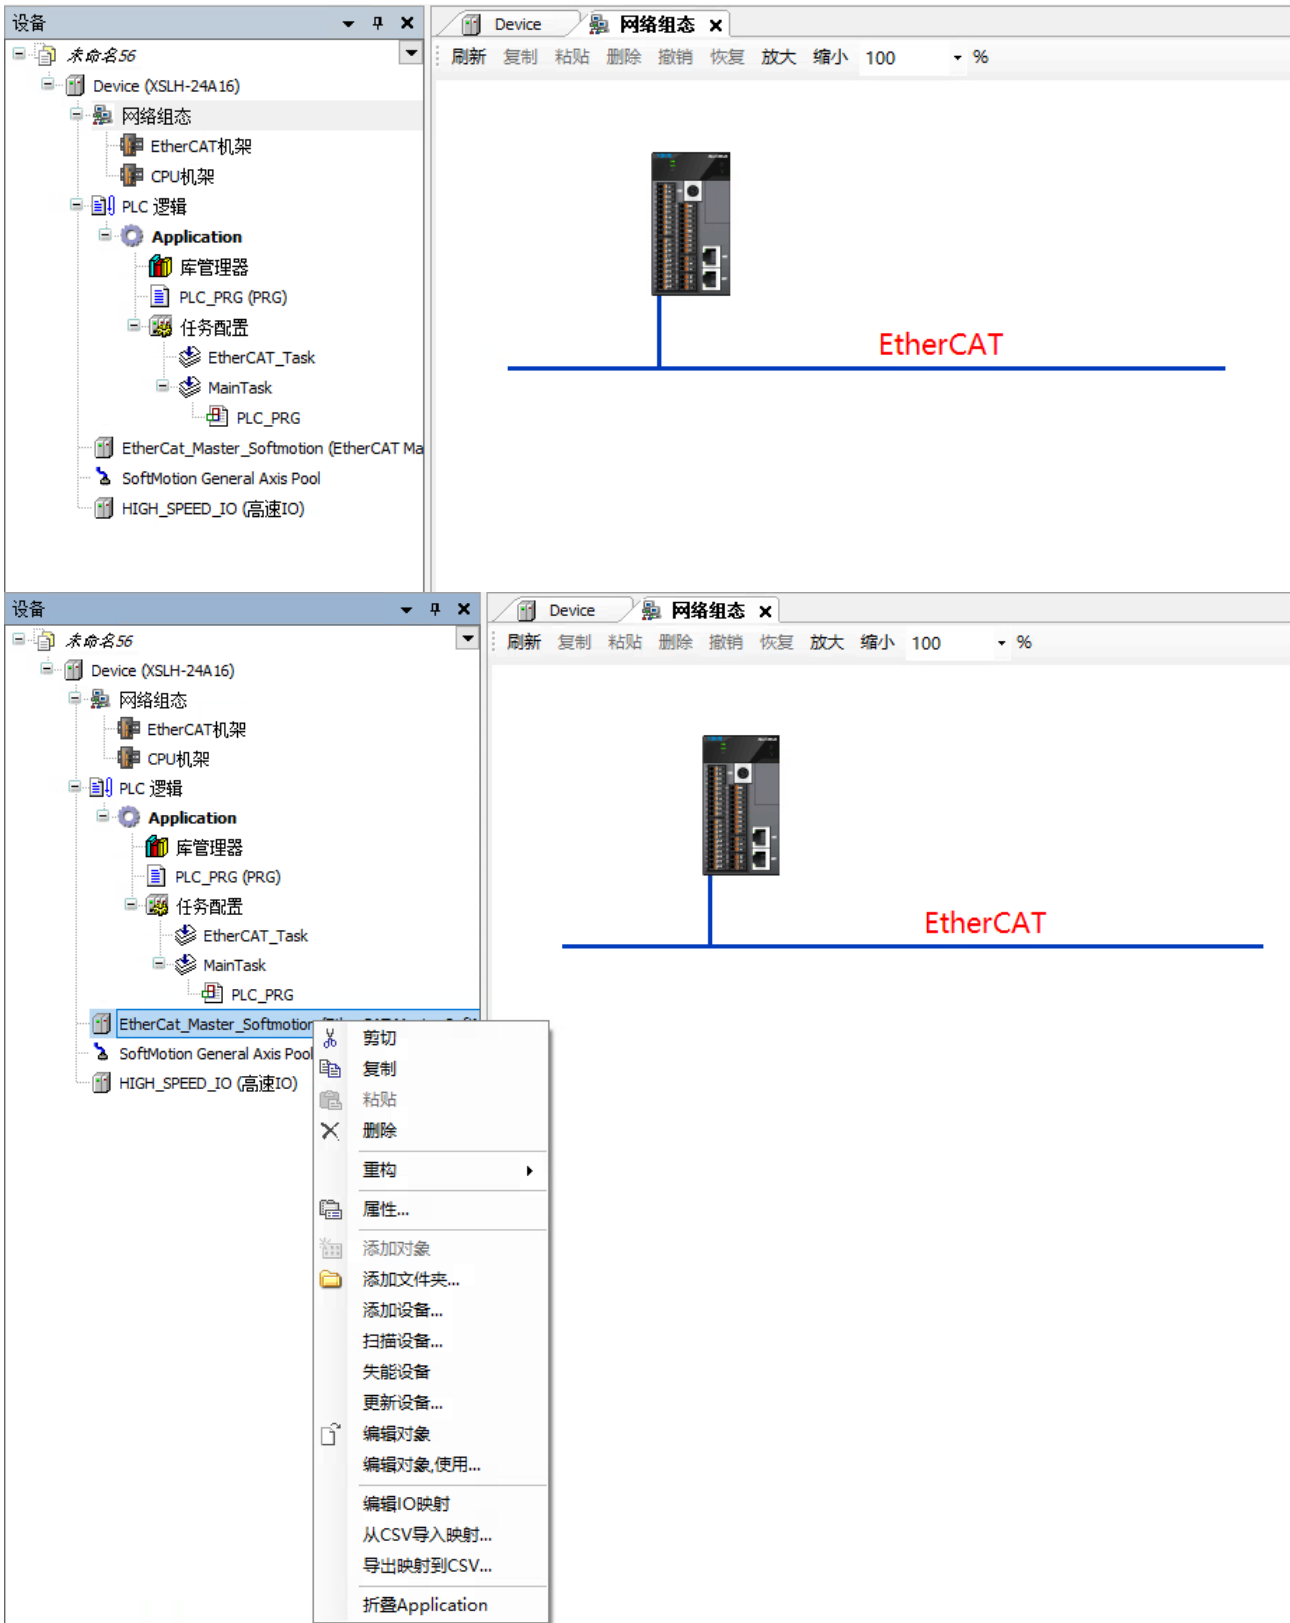 设备
Device
网络组态
未命名56
刷新 复制 粘贴 删除 撤销 恢复 放大 缩小 100 %
Device (XSLH-24A16)
网络组态
EtherCAT机架
CPU机架
PLC 逻辑
Application
库管理器
PLC_PRG (PRG)
任务配置
EtherCAT_Task
MainTask
PLC_PRG
EtherCat_Master_Softmotion (EtherCAT Ma
SoftMotion General Axis Pool
HIGH_SPEED_IO (高速IO)
EtherCAT
设备
Device
网络组态
未命名56
刷新 复制 粘贴 删除 撤销 恢复 放大 缩小 100 %
Device (XSLH-24A16)
网络组态
EtherCAT机架
CPU机架
PLC 逻辑
Application
库管理器
PLC_PRG (PRG)
任务配置
EtherCAT_Task
MainTask
PLC_PRG
EtherCat_Master_Softmotion
SoftMotion General Axis Pool
HIGH_SPEED_IO (高速IO)
EtherCAT
剪切
复制
粘贴
删除
重构
属性...
添加对象
添加文件夹...
添加设备...
扫描设备...
失能设备
更新设备...
编辑对象
编辑对象,使用...
编辑IO映射
从CSV导入映射...
导出映射到CSV...
折叠Application